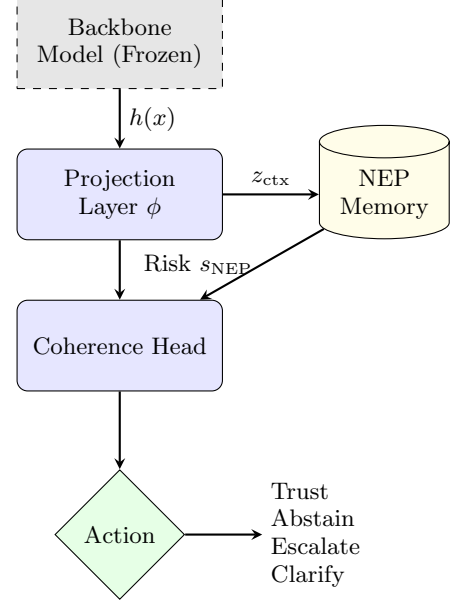 Backbone
Model (Frozen)
h(x)
Projection
Layer ϕ
z_ctx
NEP
Memory
Risk s_NEP
Coherence Head
Action
Trust
Abstain
Escalate
Clarify